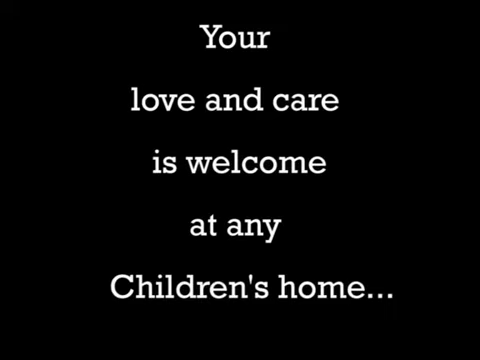 Your
love and care
is welcome
at any
Children's home...